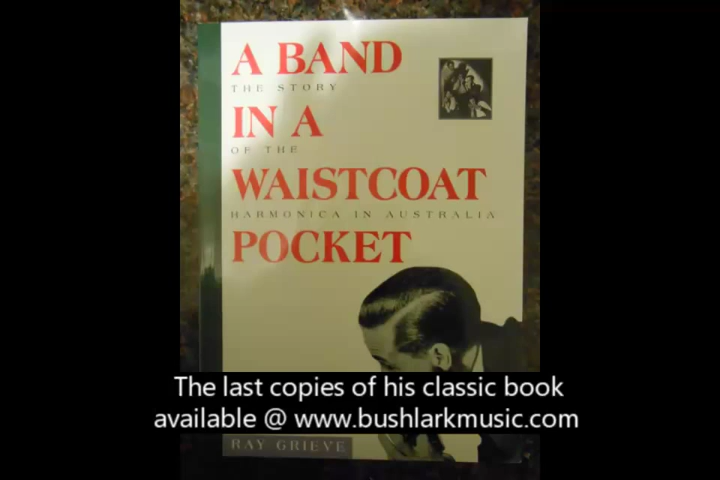 A BAND
THE STORY
IN A
OF THE
WAISTCOAT
HARMONICA IN AUSTRALIA
POCKET
The last copies of his classic book
available @ www.bushlarkmusic.com
RAY GRIEVE